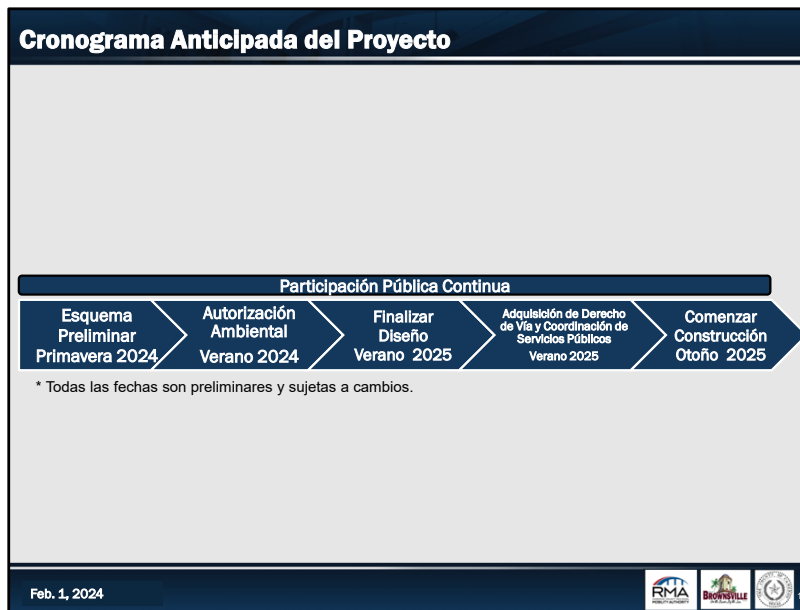 Cronograma Anticipada del Proyecto
Participación Pública Continua
Esquema
Preliminar
Primavera 2024
Autorización
Ambiental
Verano 2024
Finalizar
Diseño
Verano 2025
Adquisición de Derecho
de Vía y Coordinación de
Servicios Públicos
Verano 2025
Comenzar
Construcción
Otoño 2025
* Todas las fechas son preliminares y sujetas a cambios.
Feb. 1, 2024
RMA
MOBILITY AUTHORITY
BROWNSVILLE